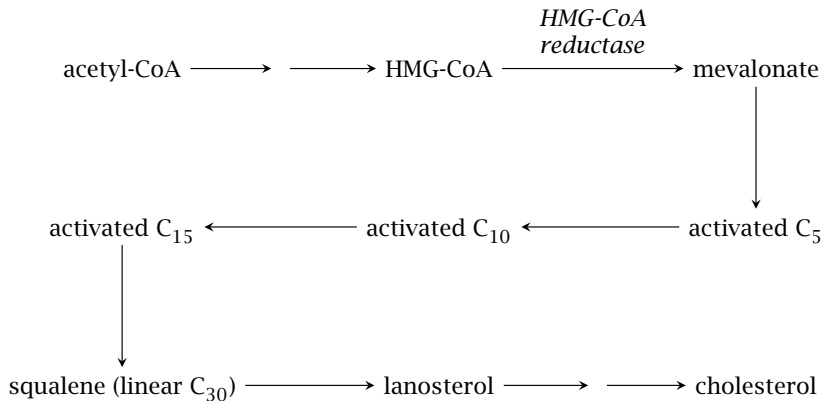 HMG-CoA
reductase
acetyl-CoA HMG-CoA mevalonate
activated C₁₅ activated C₁₀ activated C₅
squalene (linear C₃₀) lanosterol cholesterol